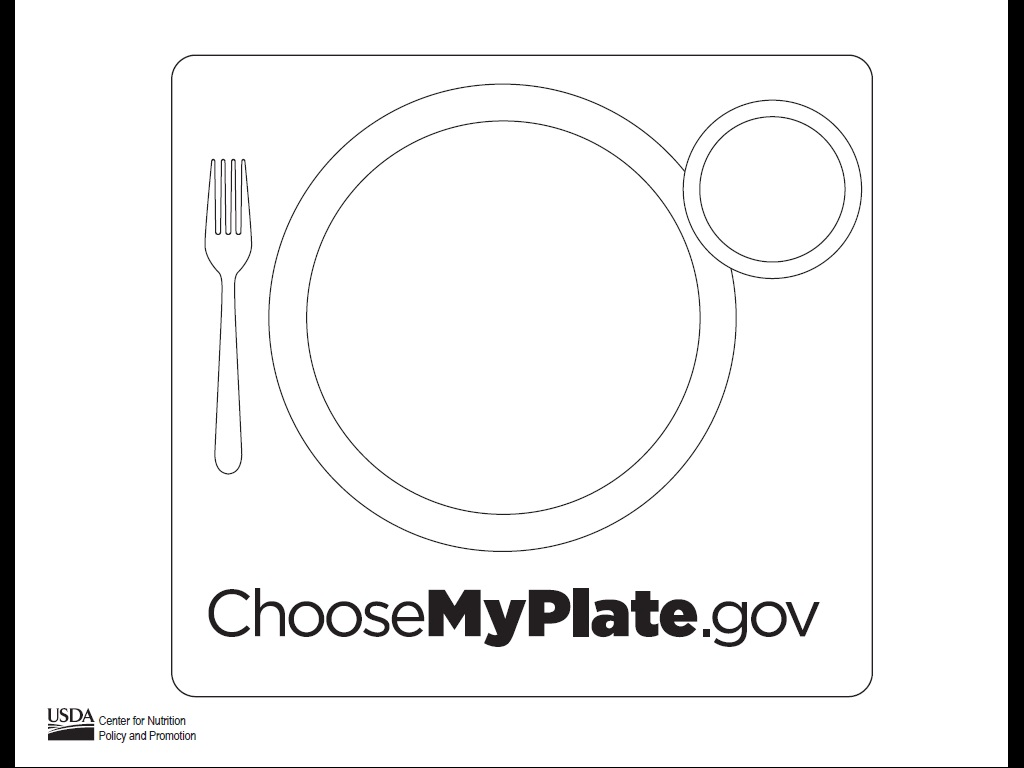 ChooseMyPlate.gov
USDA
Center for Nutrition
Policy and Promotion